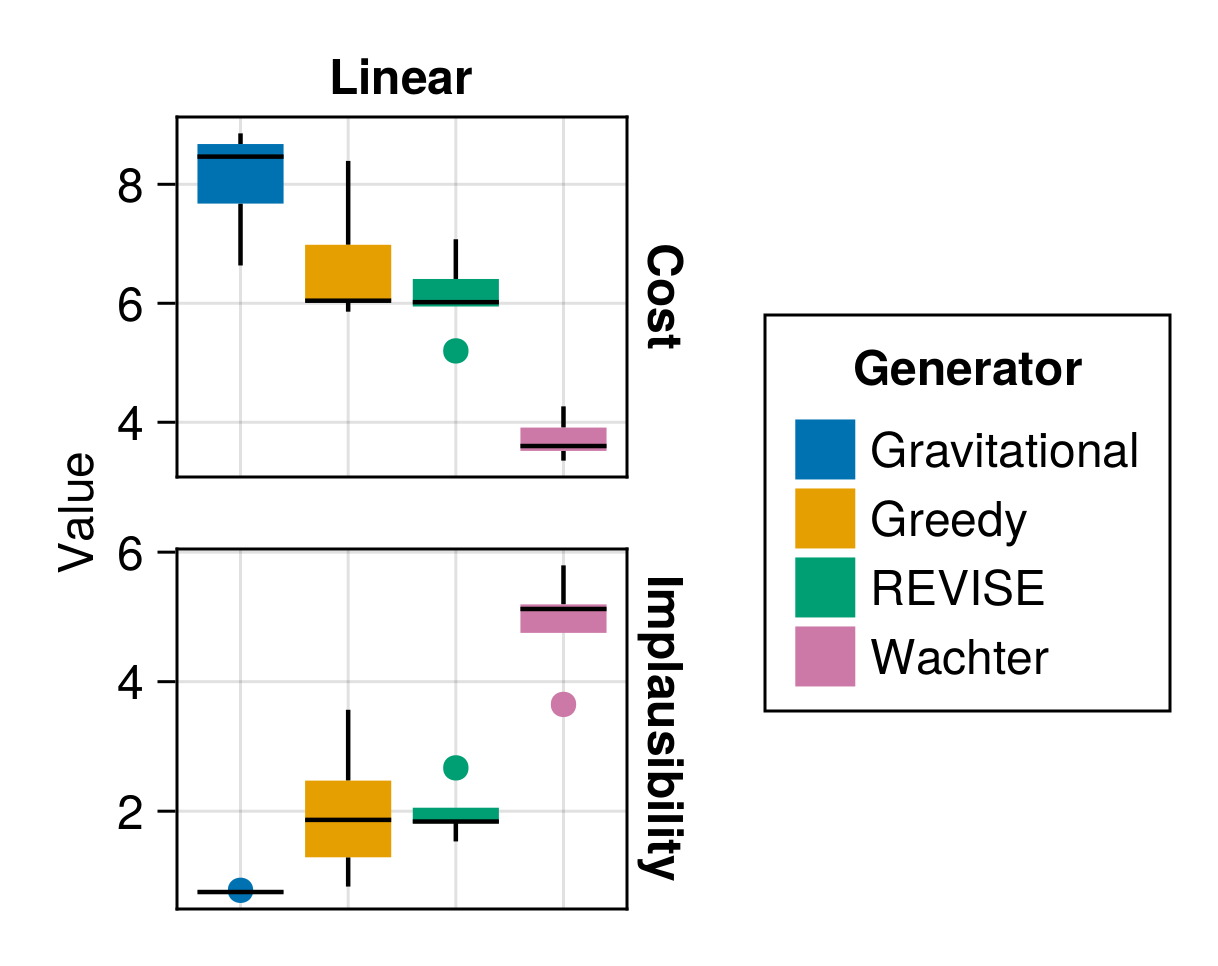 Linear
8
6
4
Cost
Value
6
4
2
Implausibility
Generator
Gravitational
Greedy
REVISE
Wachter